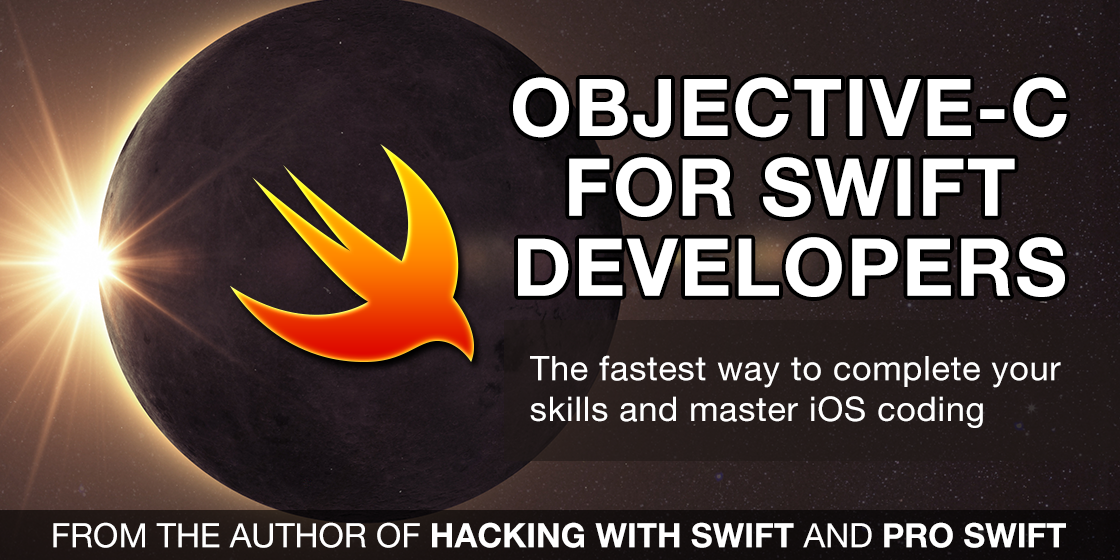 OBJECTIVE-C
FOR SWIFT
DEVELOPERS
The fastest way to complete your
skills and master iOS coding
FROM THE AUTHOR OF HACKING WITH SWIFT AND PRO SWIFT